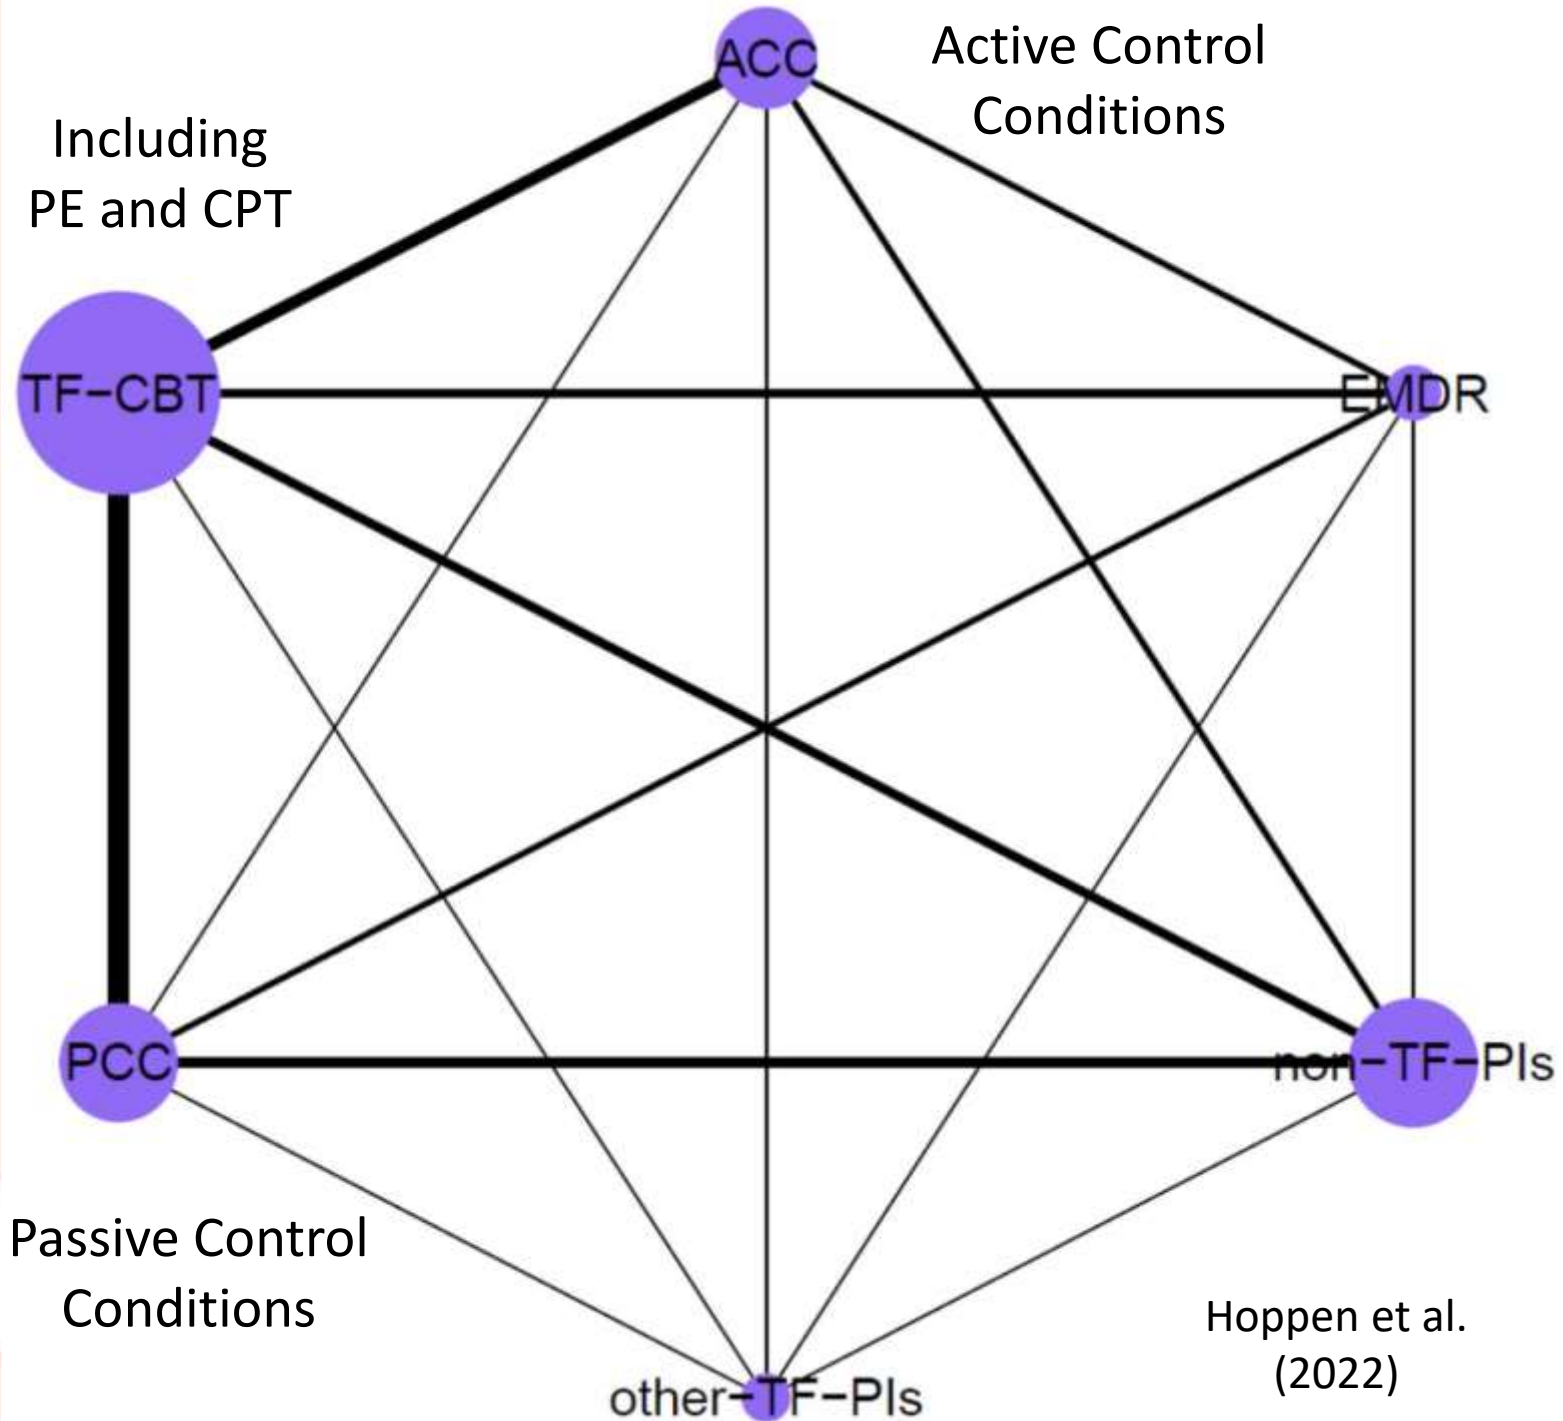 ACC
Active Control
Conditions
Including
PE and CPT
TF−CBT
EMDR
PCC
non−TF−PIs
Passive Control
Conditions
Hoppen et al.
(2022)
other−TF−PIs